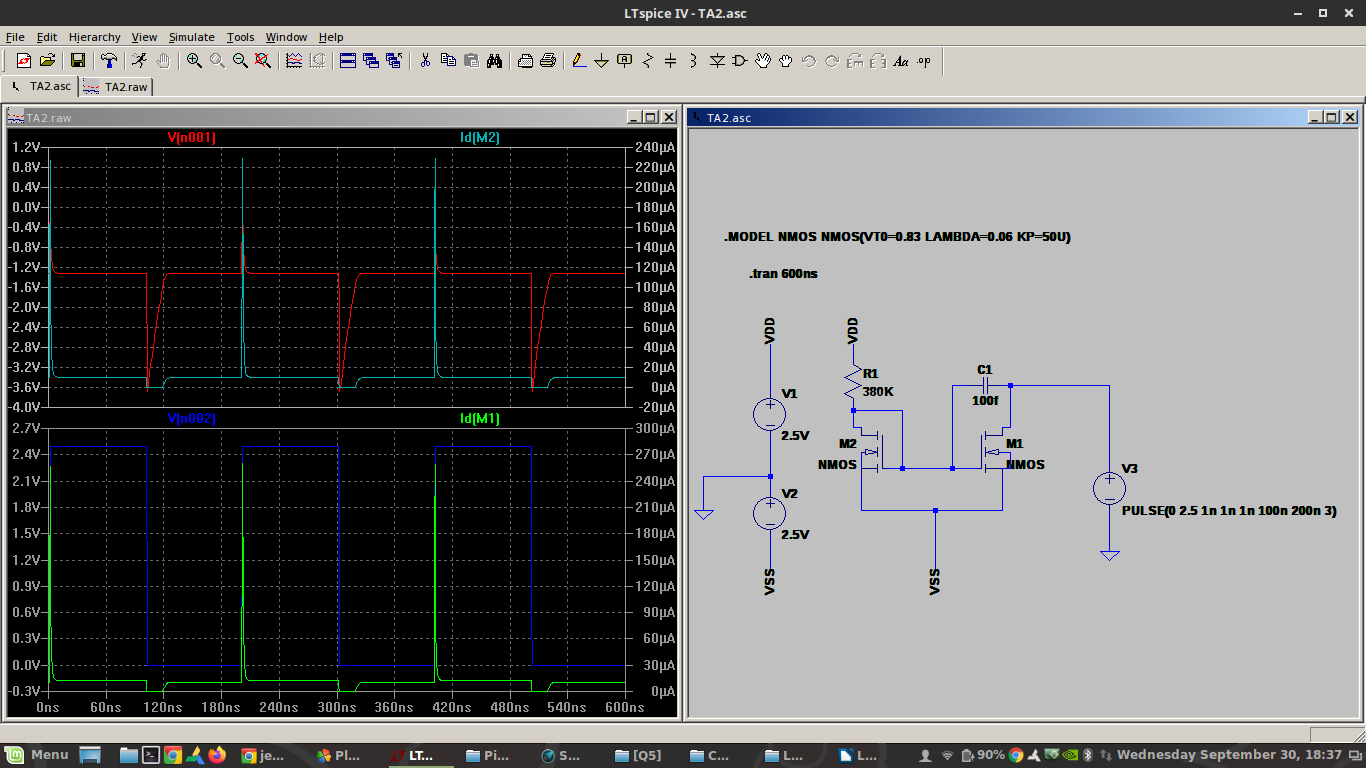 LTspice IV - TA2.asc
File Edit Hierarchy View Simulate Tools Window Help
Aa .op
TA2.asc TA2.raw
TA2.raw
V(n001) Id(M2)
1.2V 240µA
0.8V 220µA
0.4V 200µA
0.0V 180µA
-0.4V 160µA
-0.8V 140µA
-1.2V 120µA
-1.6V 100µA
-2.0V 80µA
-2.4V 60µA
-2.8V 40µA
-3.2V 20µA
-3.6V 0µA
-4.0V -20µA
V(n002) Id(M1)
2.7V 300µA
2.4V 270µA
2.1V 240µA
1.8V 210µA
1.5V 180µA
1.2V 150µA
0.9V 120µA
0.6V 90µA
0.3V 60µA
0.0V 30µA
-0.3V 0µA
0ns 60ns 120ns 180ns 240ns 300ns 360ns 420ns 480ns 540ns 600ns
TA2.asc
.MODEL NMOS NMOS(VT0=0.83 LAMBDA=0.06 KP=50U)
.tran 600ns
VDD VDD
R1
380K
C1
100f
V1
2.5V
M2
NMOS
M1
NMOS
V2
2.5V
V3
PULSE(0 2.5 1n 1n 1n 100n 200n 3)
VSS VSS
Menu je... Pl... LT... Pi... S... [Q5] C... L... L... 90% Wednesday September 30, 18:37